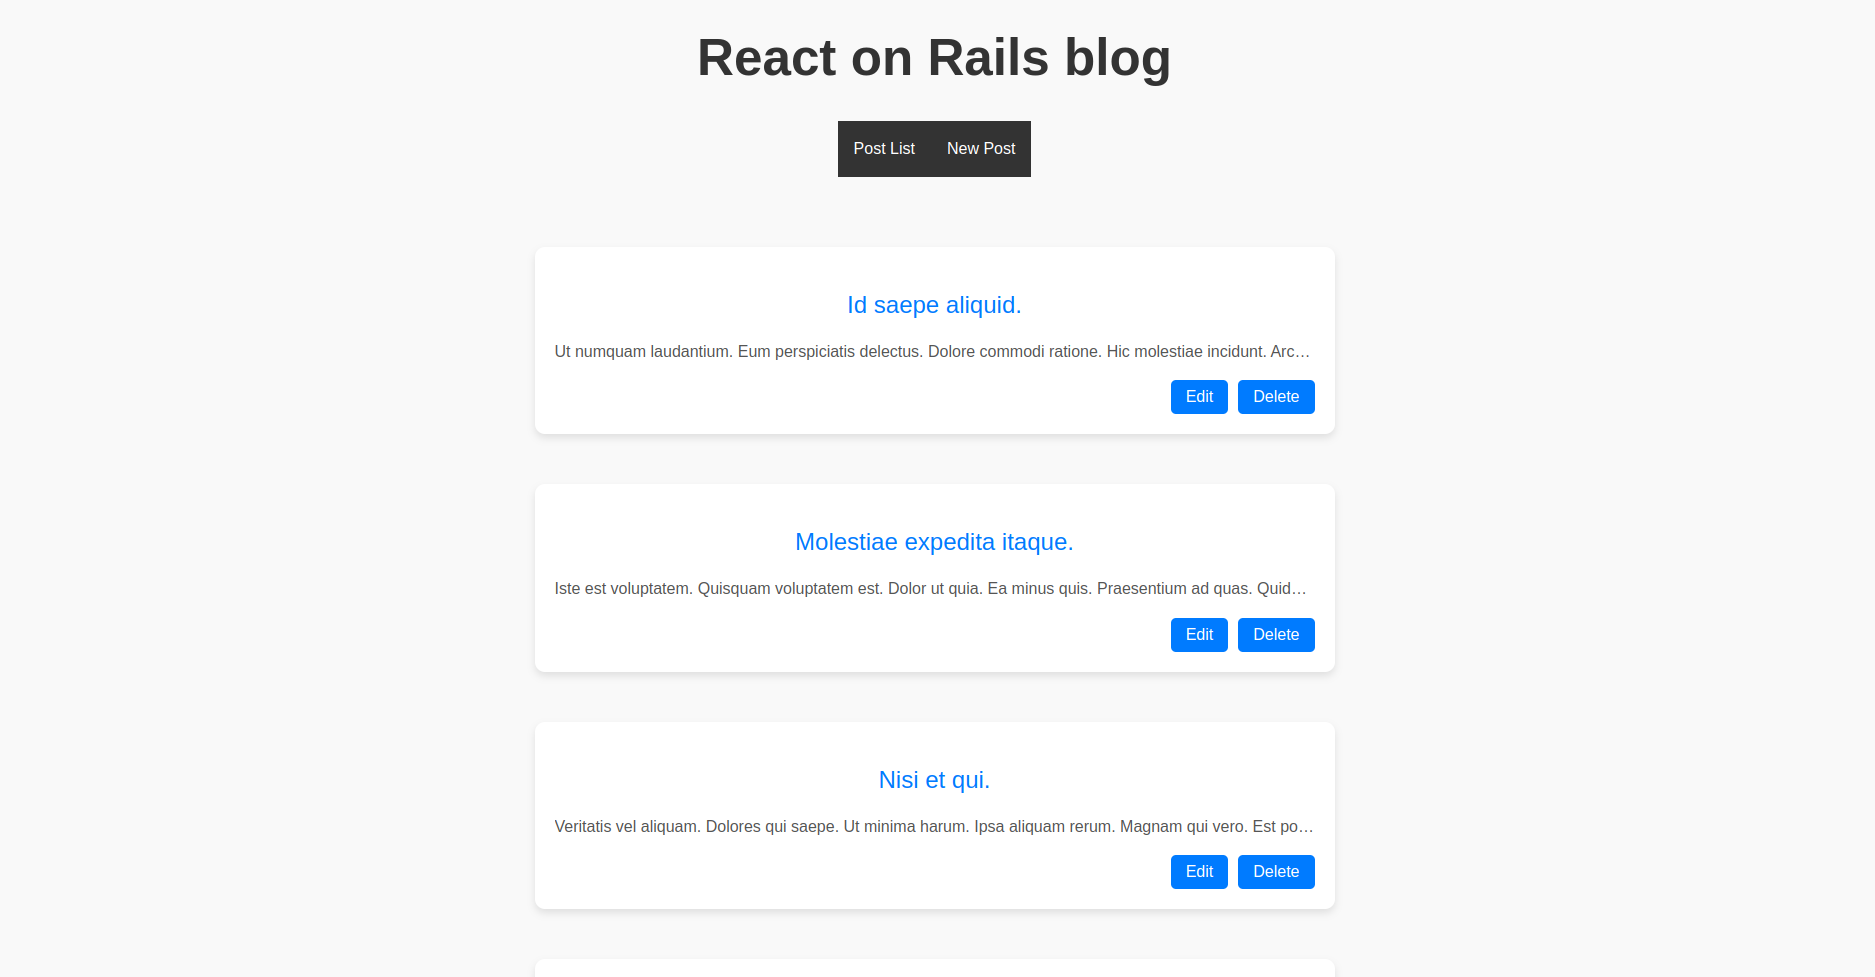 React on Rails blog
Post List New Post
Id saepe aliquid.
Ut numquam laudantium. Eum perspiciatis delectus. Dolore commodi ratione. Hic molestiae incidunt. Arc…
Edit Delete
Molestiae expedita itaque.
Iste est voluptatem. Quisquam voluptatem est. Dolor ut quia. Ea minus quis. Praesentium ad quas. Quid…
Edit Delete
Nisi et qui.
Veritatis vel aliquam. Dolores qui saepe. Ut minima harum. Ipsa aliquam rerum. Magnam qui vero. Est po…
Edit Delete